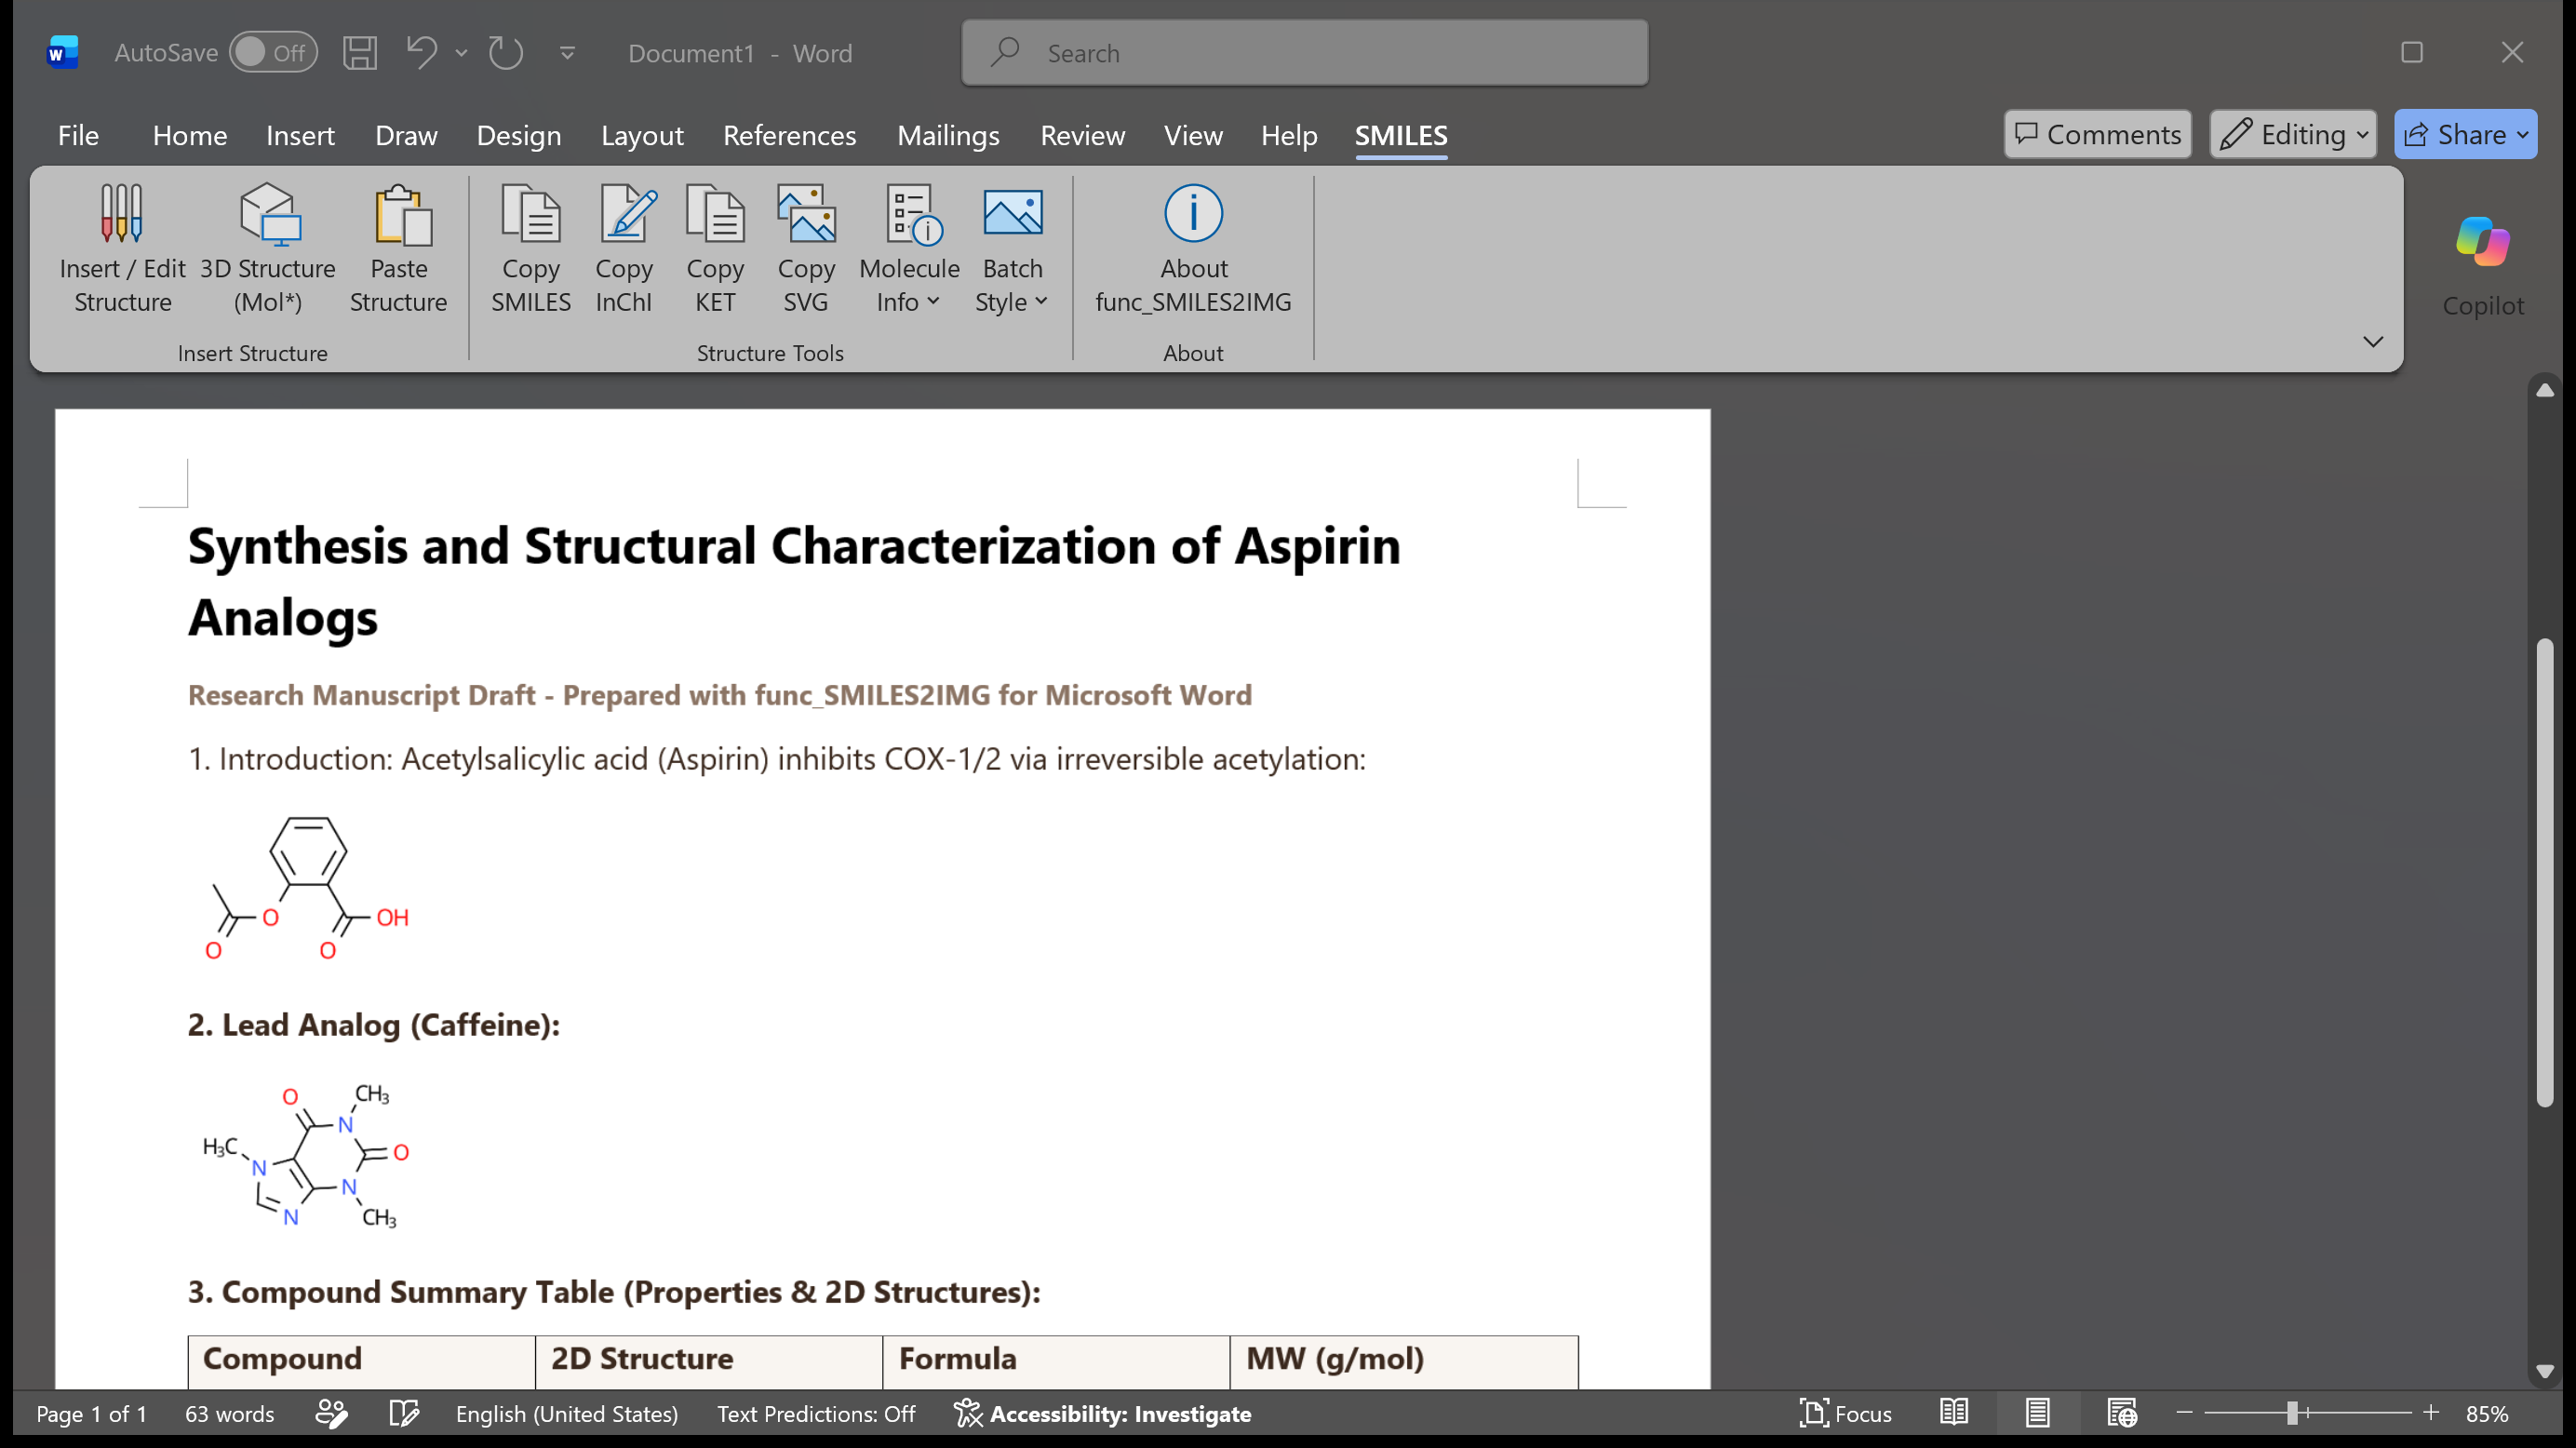 AutoSave Off Document1 - Word Search
File Home Insert Draw Design Layout References Mailings Review View Help SMILES Comments Editing Share
Insert / Edit Structure
3D Structure (Mol*)
Paste Structure
Copy SMILES
Copy InChI
Copy KET
Copy SVG
Molecule Info
Batch Style
About func_SMILES2IMG
Copilot
Insert Structure
Structure Tools
About
Synthesis and Structural Characterization of Aspirin
Analogs
Research Manuscript Draft - Prepared with func_SMILES2IMG for Microsoft Word
1. Introduction: Acetylsalicylic acid (Aspirin) inhibits COX-1/2 via irreversible acetylation:
O OH
O O
2. Lead Analog (Caffeine):
O CH₃
N
H₃C O
N N
N CH₃
3. Compound Summary Table (Properties & 2D Structures):
Compound 2D Structure Formula MW (g/mol)
Page 1 of 1 63 words English (United States) Text Predictions: Off Accessibility: Investigate Focus 85%